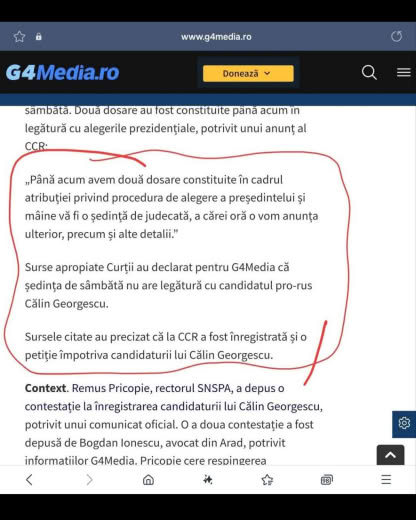 www.g4media.ro
G4Media.ro
Donează
sâmbătă. Două dosare au fost constituite până acum în
legătură cu alegerile prezidențiale, potrivit unui anunț al
CCR:
„Până acum avem două dosare constituite în cadrul
atribuției privind procedura de alegere a președintelui și
mâine vă fi o ședință de judecată, a cărei oră o vom anunța
ulterior, precum și alte detalii.”
Surse apropiate Curții au declarat pentru G4Media că
ședința de sâmbătă nu are legătură cu candidatul pro-rus
Călin Georgescu.
Sursele citate au precizat că la CCR a fost înregistrată și o
petiție împotriva candidaturii lui Călin Georgescu.
Context. Remus Pricopie, rectorul SNSPA, a depus o
contestație la înregistrarea candidaturii lui Călin Georgescu,
potrivit unui comunicat oficial. O a doua contestație a fost
depusă de Bogdan Ionescu, avocat din Arad, potrivit
informațiilor G4Media. Pricopie cere respingerea